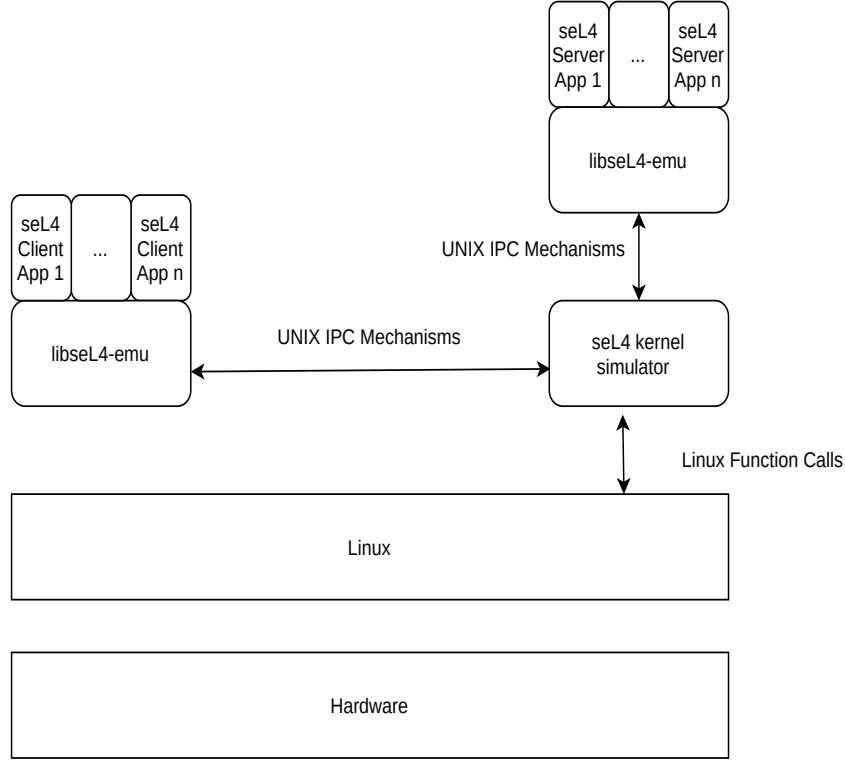 seL4
Server
App 1
...
seL4
Server
App n
libseL4-emu
UNIX IPC Mechanisms
seL4
Client
App 1
...
seL4
Client
App n
libseL4-emu
UNIX IPC Mechanisms
seL4 kernel
simulator
Linux Function Calls
Linux
Hardware